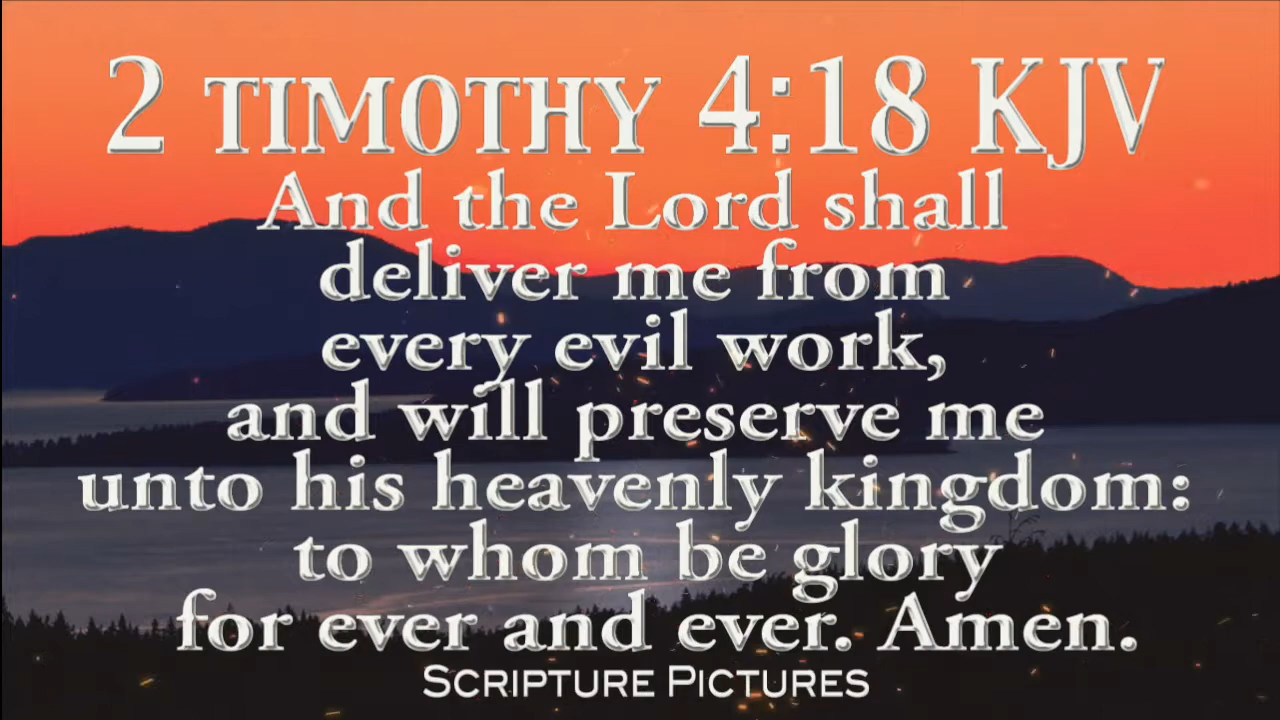 2 TIMOTHY 4:18 KJV
And the Lord shall
deliver me from
every evil work,
and will preserve me
unto his heavenly kingdom:
to whom be glory
for ever and ever. Amen.
SCRIPTURE PICTURES